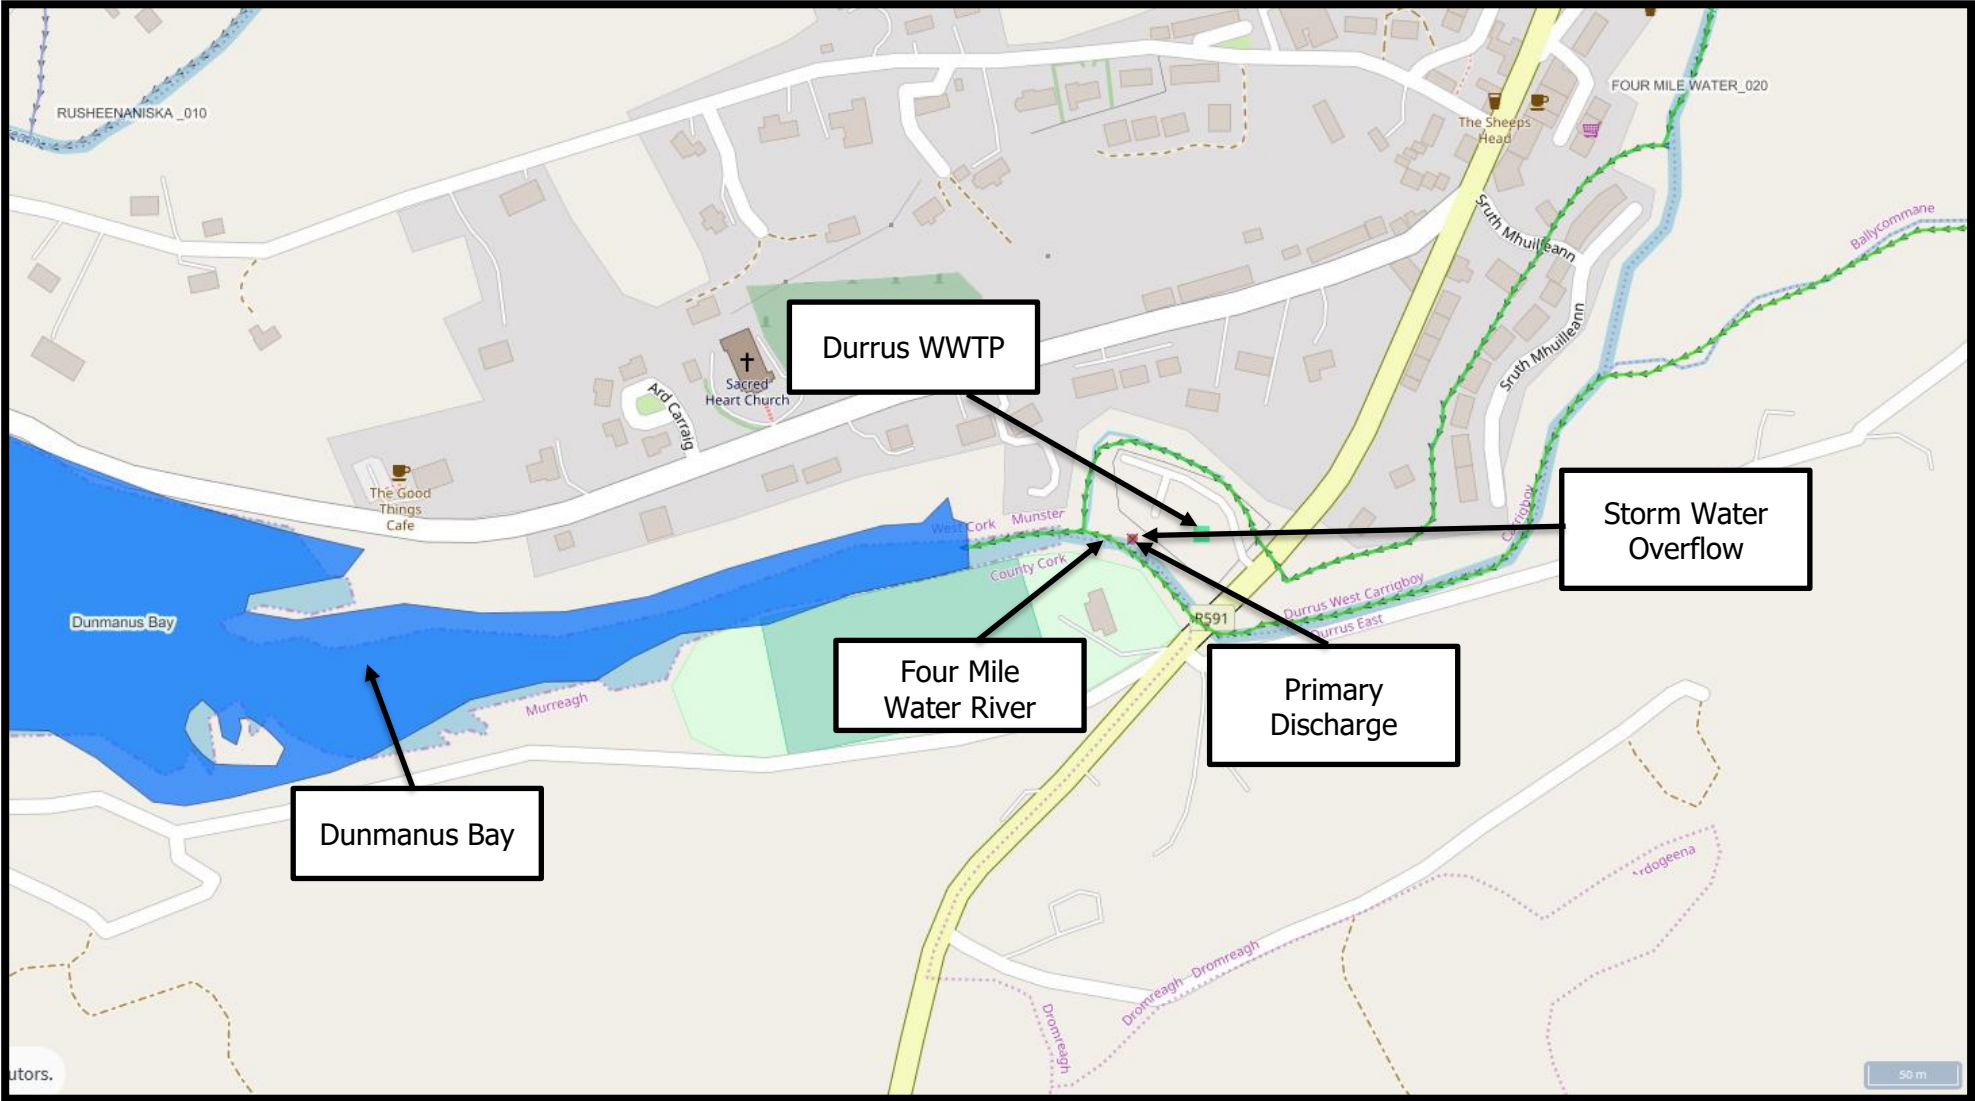 RUSHEENANISKA _010
FOUR MILE WATER_020
The Sheeps
Head
Sruth Mhuilleann
Ballycommane
Sruth Mhuilleann
Durrus WWTP
Sacred
Heart Church
Ard Carraig
The Good
Things
Cafe
West Cork
Munster
County Cork
Carrigboy
Storm Water
Overflow
Durrus West Carrigboy
Durrus East
R591
Dunmanus Bay
Four Mile
Water River
Primary
Discharge
Murreagh
Dunmanus Bay
Ardogeena
Dromreagh
Dromreagh
Dromreagh
utors.
50 m